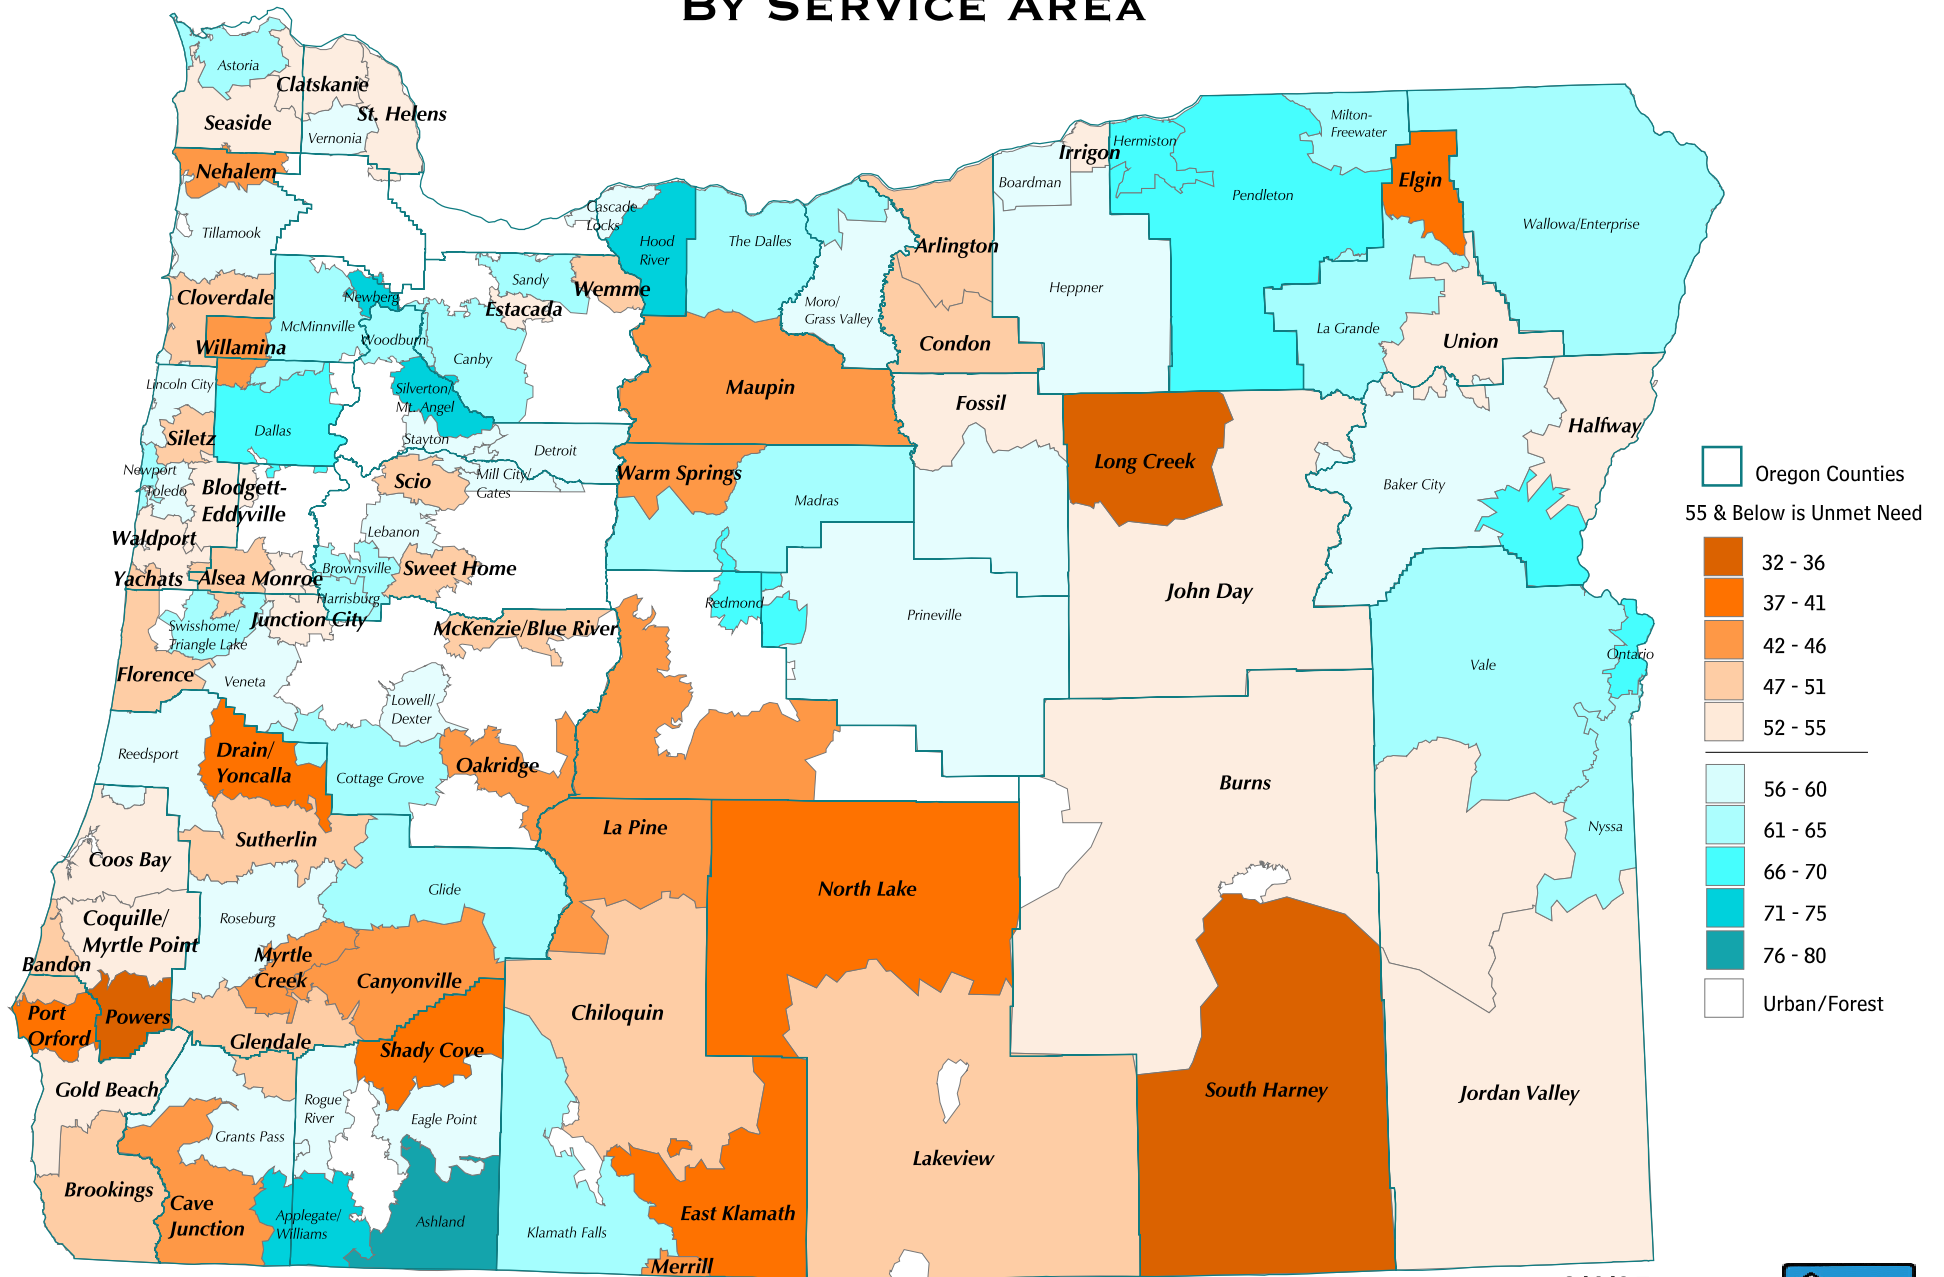 BY SERVICE AREA
Astoria
Clatskanie
St. Helens
Seaside
Vernonia
Nehalem
Tillamook
Cascade
Locks
Hood
River
The Dalles
Arlington
Irrigon
Boardman
Hermiston
Milton-
Freewater
Pendleton
Elgin
Wallowa/Enterprise
Cloverdale
Newberg
Sandy
Wemme
Estacada
McMinnville
Willamina
Woodburn
Canby
Moro/
Grass Valley
Condon
Heppner
La Grande
Union
Lincoln City
Silverton/
Mt. Angel
Maupin
Fossil
Halfway
Siletz
Dallas
Stayton
Detroit
Newport
Toledo
Blodgett-
Eddyville
Scio
Mill City/
Gates
Warm Springs
Madras
Long Creek
Baker City
Waldport
Lebanon
Yachats
Alsea
Monroe
Brownsville
Sweet Home
Harrisburg
Redmond
Prineville
John Day
Swisshome/
Triangle Lake
Junction City
McKenzie/Blue River
Florence
Veneta
Lowell/
Dexter
Vale
Ontario
Reedsport
Drain/
Yoncalla
Cottage Grove
Oakridge
Burns
Nyssa
Coos Bay
Sutherlin
La Pine
North Lake
Glide
Coquille/
Myrtle Point
Roseburg
Myrtle
Creek
Canyonville
Bandon
Port
Orford
Powers
Glendale
Shady Cove
Chiloquin
Gold Beach
Rogue
River
Eagle Point
Grants Pass
South Harney
Jordan Valley
Lakeview
Brookings
Cave
Junction
Applegate/
Williams
Ashland
Klamath Falls
East Klamath
Merrill
Oregon Counties
55 & Below is Unmet Need
32 - 36
37 - 41
42 - 46
47 - 51
52 - 55
56 - 60
61 - 65
66 - 70
71 - 75
76 - 80
Urban/Forest